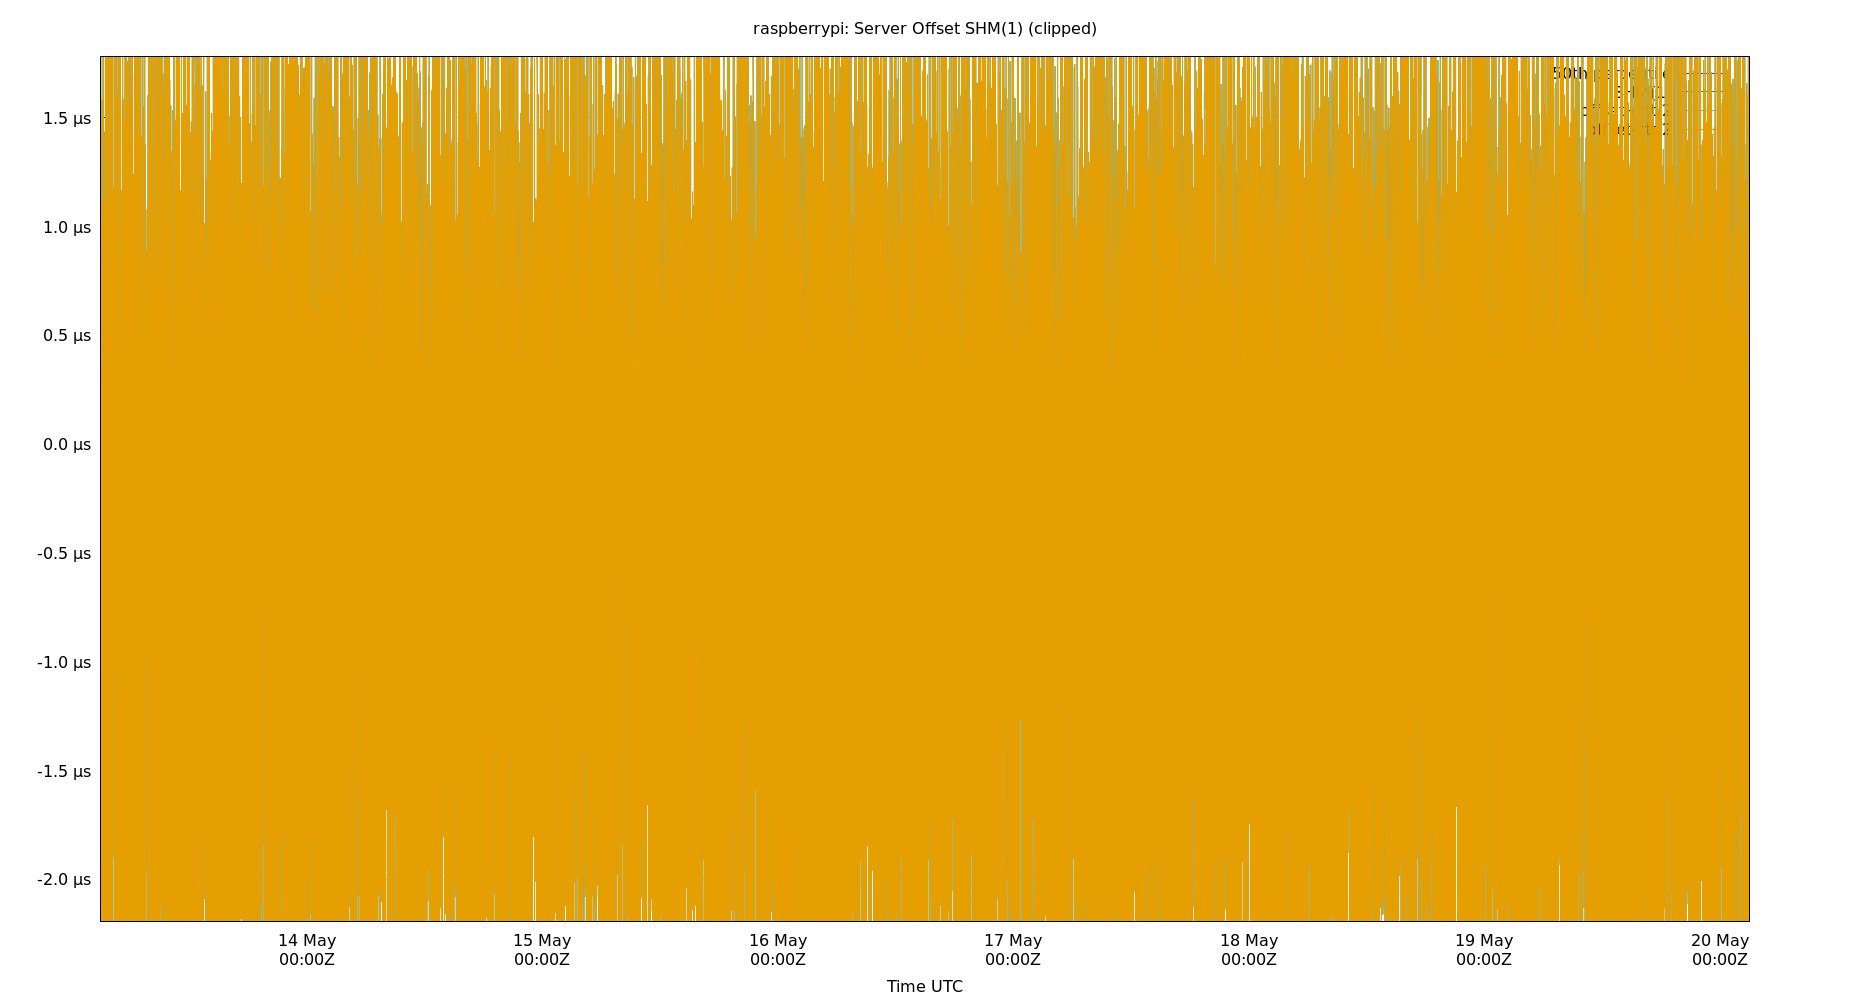 raspberrypi: Server Offset SHM(1) (clipped)
50th
1.5 µs
1.0 µs
0.5 µs
0.0 µs
-0.5 µs
-1.0 µs
-1.5 µs
-2.0 µs
14 May 15 May 16 May 17 May 18 May 19 May 20 May
00:00Z 00:00Z 00:00Z 00:00Z 00:00Z 00:00Z 00:00Z
Time UTC